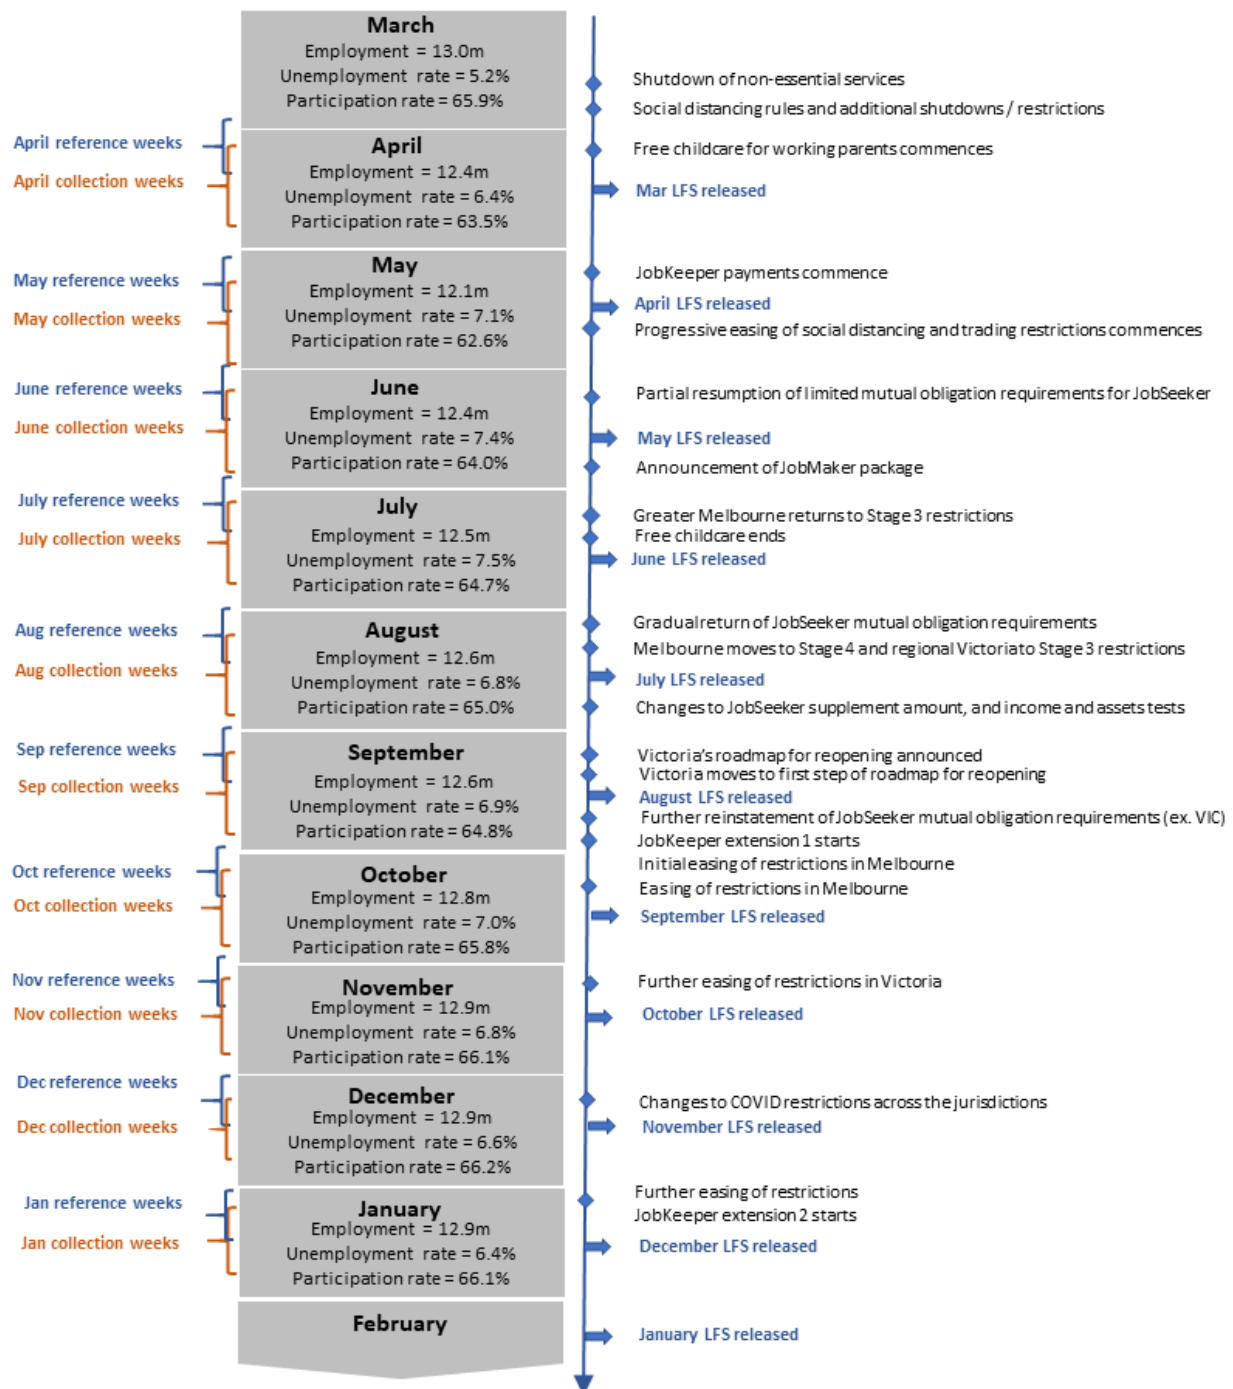 March
Employment = 13.0m
Unemployment rate = 5.2%
Participation rate = 65.9%
Shutdown of non-essential services
Social distancing rules and additional shutdowns / restrictions
April reference weeks
April collection weeks
April
Employment = 12.4m
Unemployment rate = 6.4%
Participation rate = 63.5%
Free childcare for working parents commences
Mar LFS released
May reference weeks
May collection weeks
May
Employment = 12.1m
Unemployment rate = 7.1%
Participation rate = 62.6%
JobKeeper payments commence
April LFS released
Progressive easing of social distancing and trading restrictions commences
June reference weeks
June collection weeks
June
Employment = 12.4m
Unemployment rate = 7.4%
Participation rate = 64.0%
Partial resumption of limited mutual obligation requirements for JobSeeker
May LFS released
Announcement of JobMaker package
July reference weeks
July collection weeks
July
Employment = 12.5m
Unemployment rate = 7.5%
Participation rate = 64.7%
Greater Melbourne returns to Stage 3 restrictions
Free childcare ends
June LFS released
Aug reference weeks
Aug collection weeks
August
Employment = 12.6m
Unemployment rate = 6.8%
Participation rate = 65.0%
Gradual return of JobSeeker mutual obligation requirements
Melbourne moves to Stage 4 and regional Victoria to Stage 3 restrictions
July LFS released
Changes to JobSeeker supplement amount, and income and assets tests
Sep reference weeks
Sep collection weeks
September
Employment = 12.6m
Unemployment rate = 6.9%
Participation rate = 64.8%
Victoria's roadmap for reopening announced
Victoria moves to first step of roadmap for reopening
August LFS released
Further reinstatement of JobSeeker mutual obligation requirements (ex. VIC)
JobKeeper extension 1 starts
Oct reference weeks
Oct collection weeks
October
Employment = 12.8m
Unemployment rate = 7.0%
Participation rate = 65.8%
Initial easing of restrictions in Melbourne
Easing of restrictions in Melbourne
September LFS released
Nov reference weeks
Nov collection weeks
November
Employment = 12.9m
Unemployment rate = 6.8%
Participation rate = 66.1%
Further easing of restrictions in Victoria
October LFS released
Dec reference weeks
Dec collection weeks
December
Employment = 12.9m
Unemployment rate = 6.6%
Participation rate = 66.2%
Changes to COVID restrictions across the jurisdictions
November LFS released
Jan reference weeks
Jan collection weeks
January
Employment = 12.9m
Unemployment rate = 6.4%
Participation rate = 66.1%
Further easing of restrictions
JobKeeper extension 2 starts
December LFS released
February
January LFS released